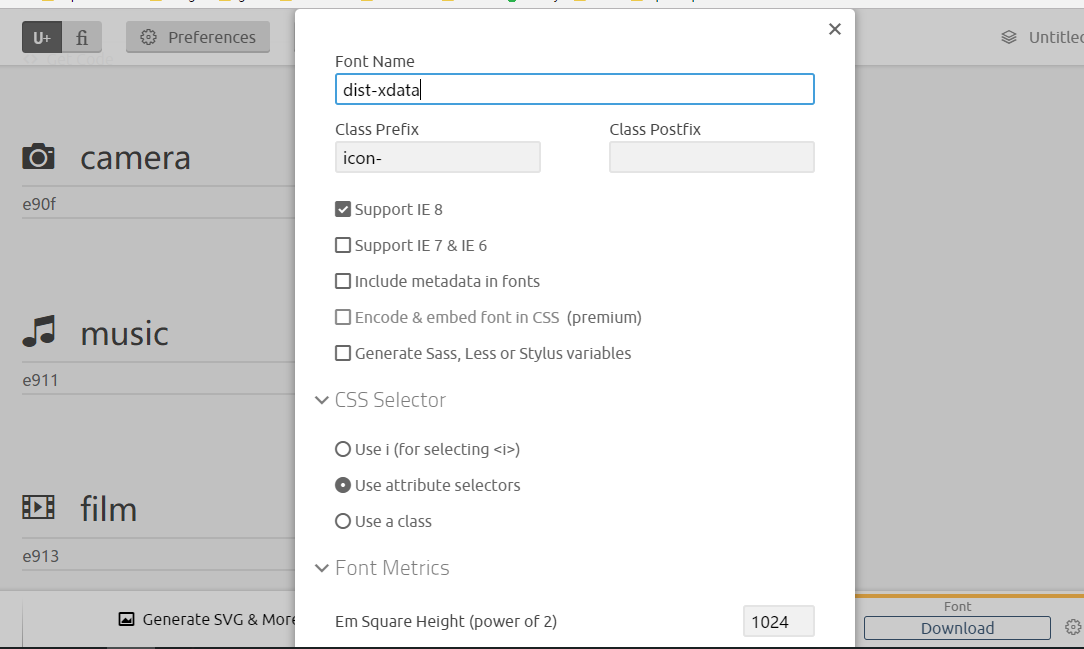 U+ fi Preferences
Untitled
Font Name
dist-xdata
Class Prefix
Class Postfix
icon-
Support IE 8
Support IE 7 & IE 6
Include metadata in fonts
Encode & embed font in CSS (premium)
Generate Sass, Less or Stylus variables
CSS Selector
Use i (for selecting <i>)
Use attribute selectors
Use a class
Font Metrics
Em Square Height (power of 2)
1024
camera
e90f
music
e911
film
e913
Generate SVG & More
Font
Download